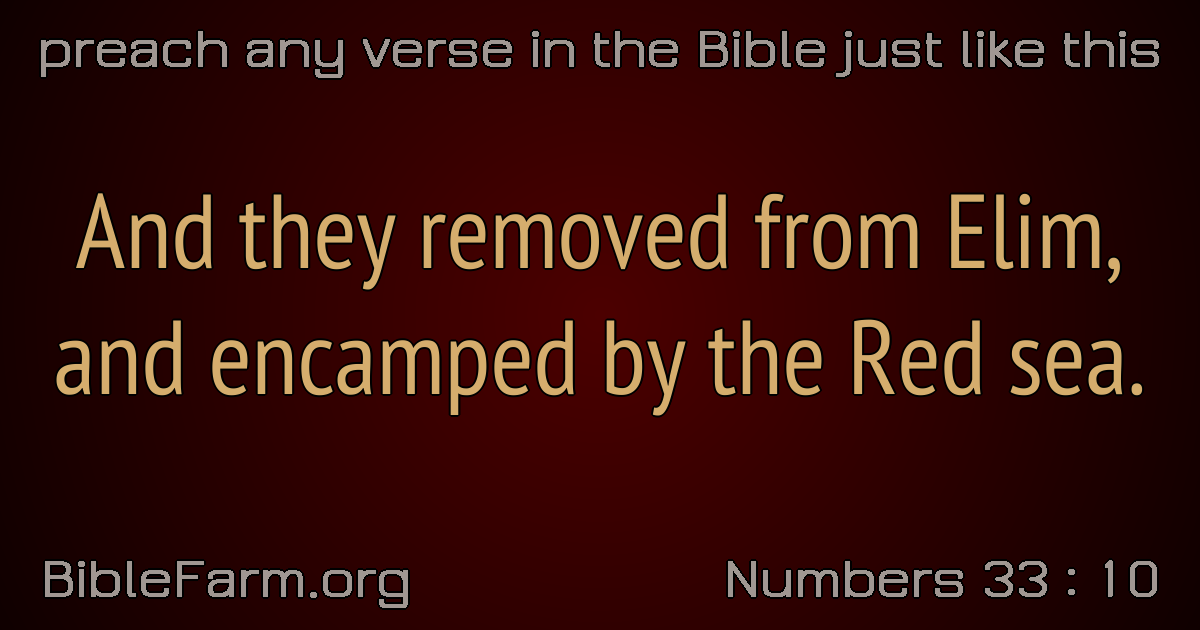 preach any verse in the Bible just like this
And they removed from Elim,
and encamped by the Red sea.
BibleFarm.org
Numbers 33 : 10